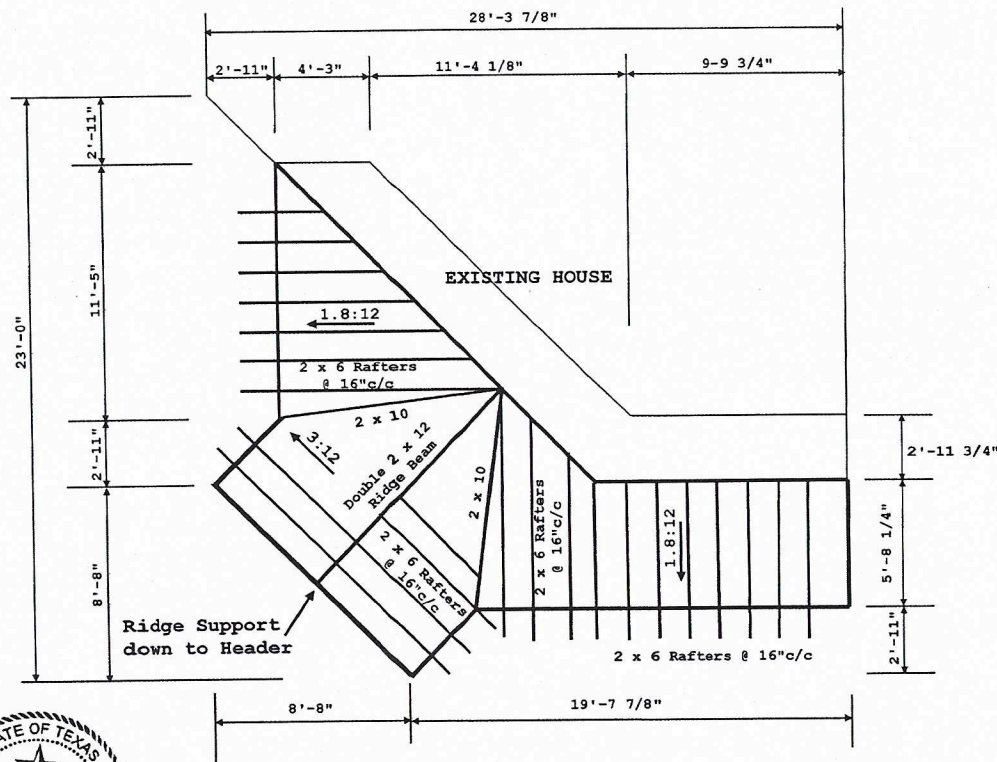 28'-3 7/8"
2'-11"
4'-3"
11'-4 1/8"
9-9 3/4"
2'-11"
11'-5"
23'-0"
2'-11"
8'-8"
EXISTING HOUSE
1.8:12
2 x 6 Rafters
@ 16"c/c
2 x 10
3:12
Double 2 x 12
Ridge Beam
2 x 10
2 x 6 Rafters
@ 16"c/c
2 x 6 Rafters
@ 16"c/c
1.8:12
2'-11 3/4"
5'-8 1/4"
2'-11"
Ridge Support
down to Header
2 x 6 Rafters @ 16"c/c
8'-8"
19'-7 7/8"
ATE OF TEXAS